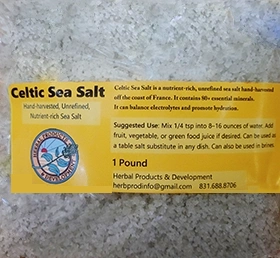 Celtic Sea Salt
Hand-harvested, Unrefined,
Nutrient-rich Sea Salt
HERBAL PRODUCTS
& DEVELOPMENT
Celtic Sea Salt is a nutrient-rich, unrefined sea salt hand-harvested
off the coast of France. It contains 80+ essential minerals.
It can balance electrolytes and promote hydration.
Suggested Use: Mix 1/4 tsp into 8-16 ounces of water. Add
fruit, vegetable, or green food juice if desired. Can be used as
a table salt substitute in any dish. Can also be used in brines
1 Pound
Herbal Products & Development
herbprodinfo@gmail.com 831.688.8706